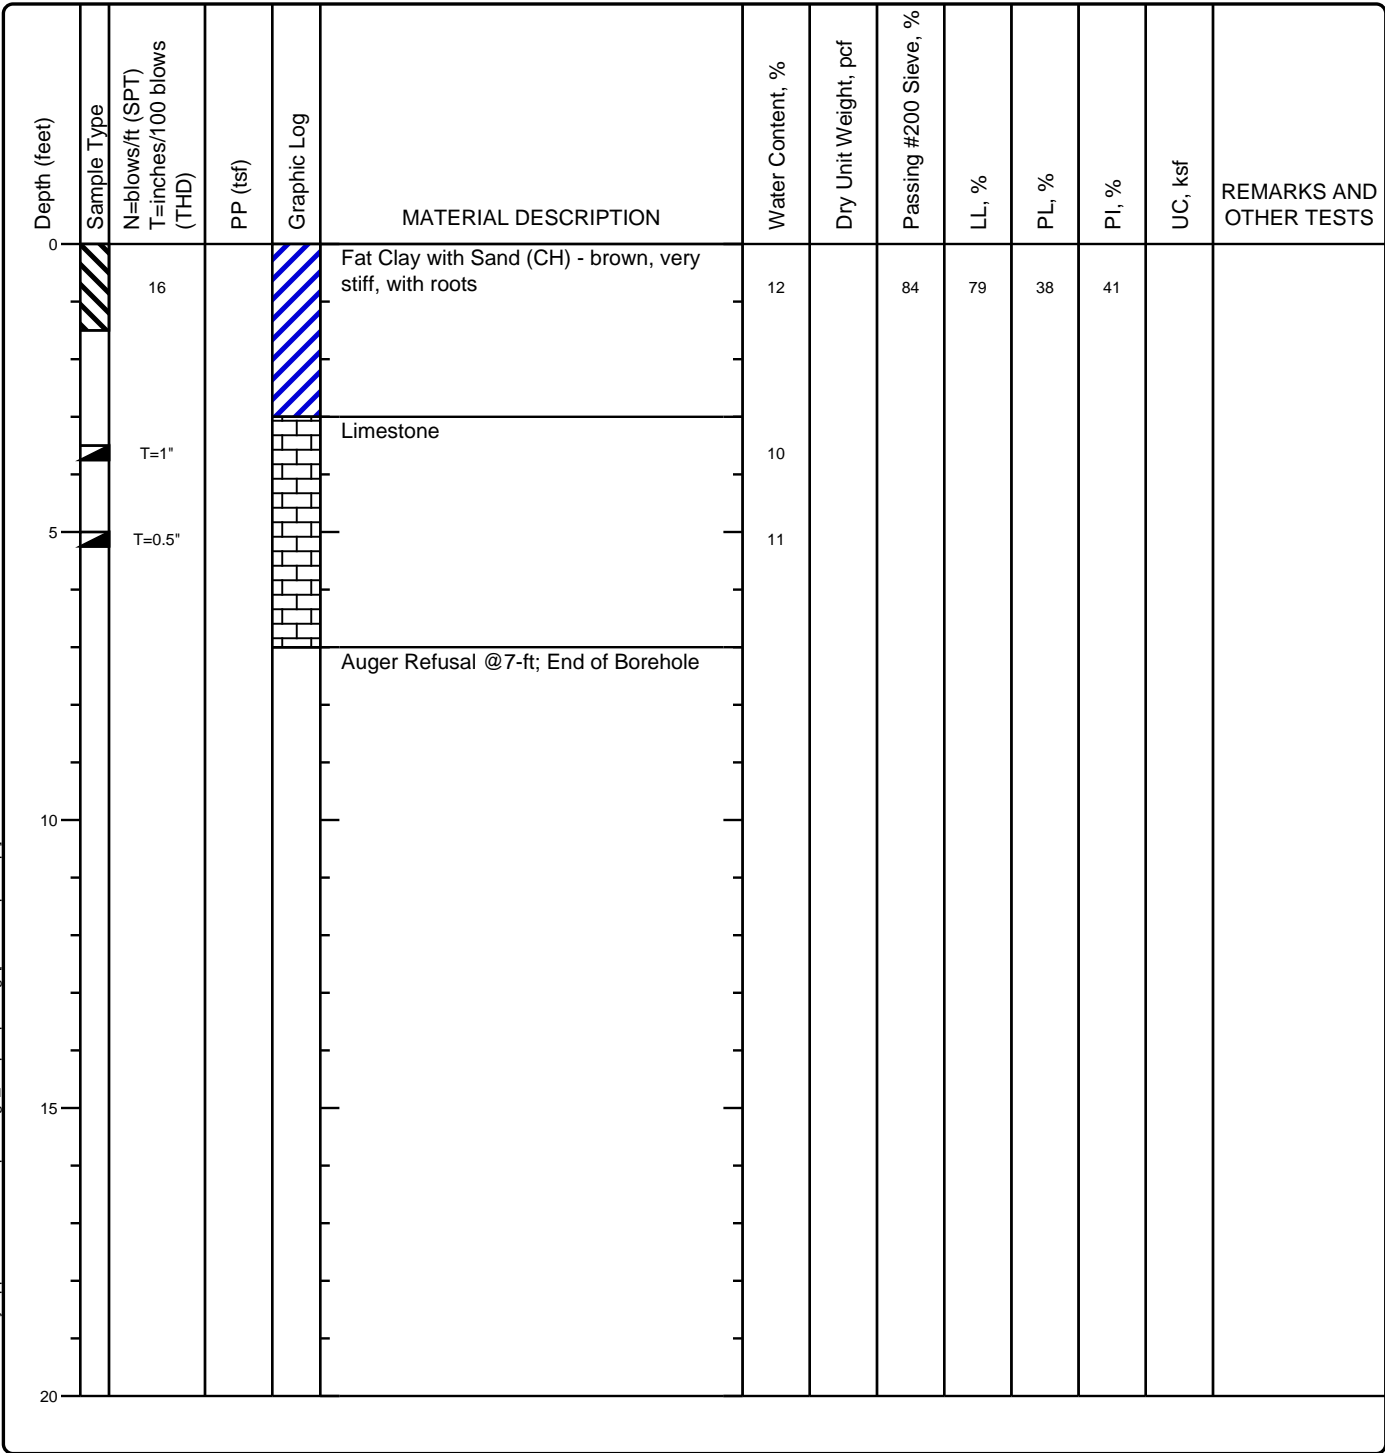 Depth (feet)
Sample Type
N=blows/ft (SPT)
T=inches/100 blows
(THD)
PP (tsf)
Graphic Log
MATERIAL DESCRIPTION
Water Content, %
Dry Unit Weight, pcf
Passing #200 Sieve, %
LL, %
PL, %
PI, %
UC, ksf
REMARKS AND
OTHER TESTS
0
Fat Clay with Sand (CH) - brown, very
stiff, with roots
16
12
84
79
38
41
Limestone
T=1"
10
5
T=0.5"
11
Auger Refusal @7-ft; End of Borehole
10
15
20